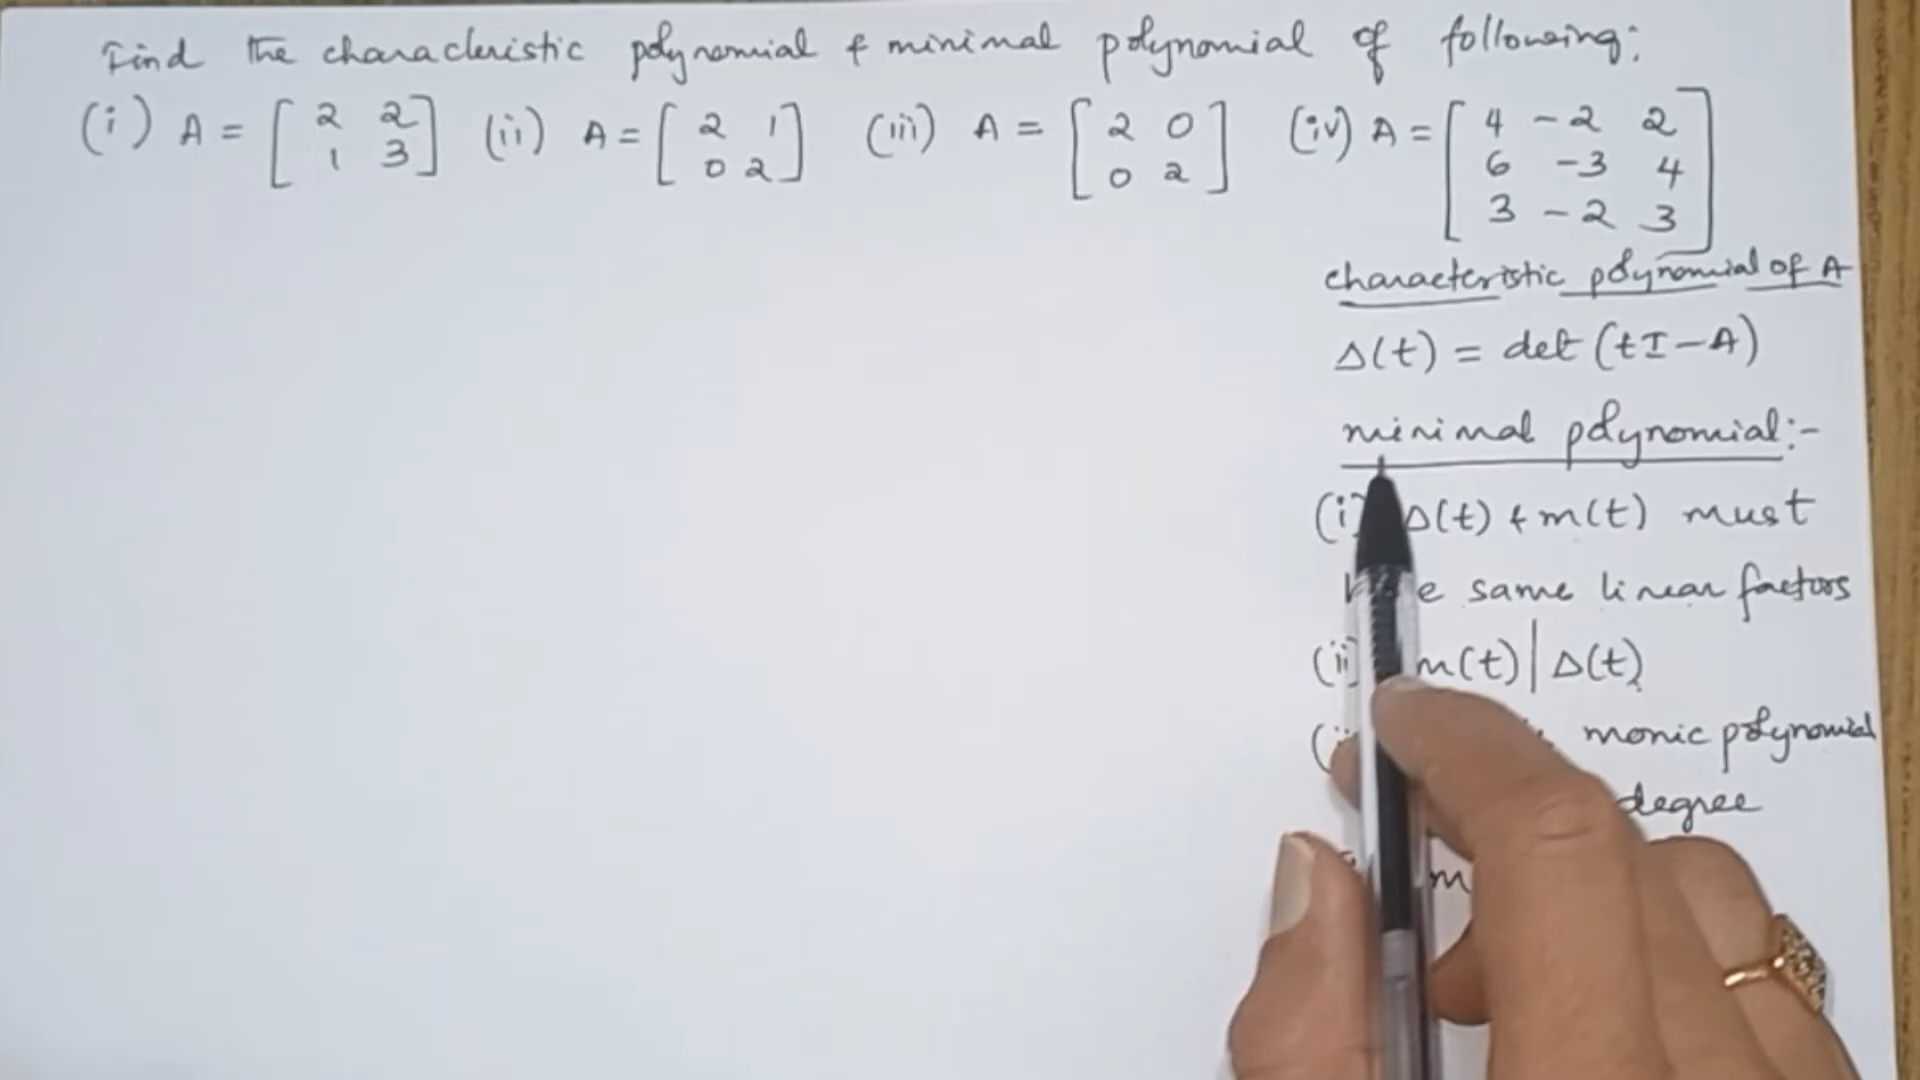 Find the characteristic polynomial & minimal polynomial of following:
(i) A = [ 2 2 (ii) A = [ 2 1 (iii) A = [ 2 0 (iv) A = [ 4 -2 2
1 3 ] 0 2 ] 0 2 ] 6 -3 4
3 -2 3 ]
characteristic polynomial of A
Δ(t) = det (tI - A)
minimal polynomial:-
(i) Δ(t) & m(t) must
same linear factors
(ii) m(t) | Δ(t)
monic polynomial
degree
m